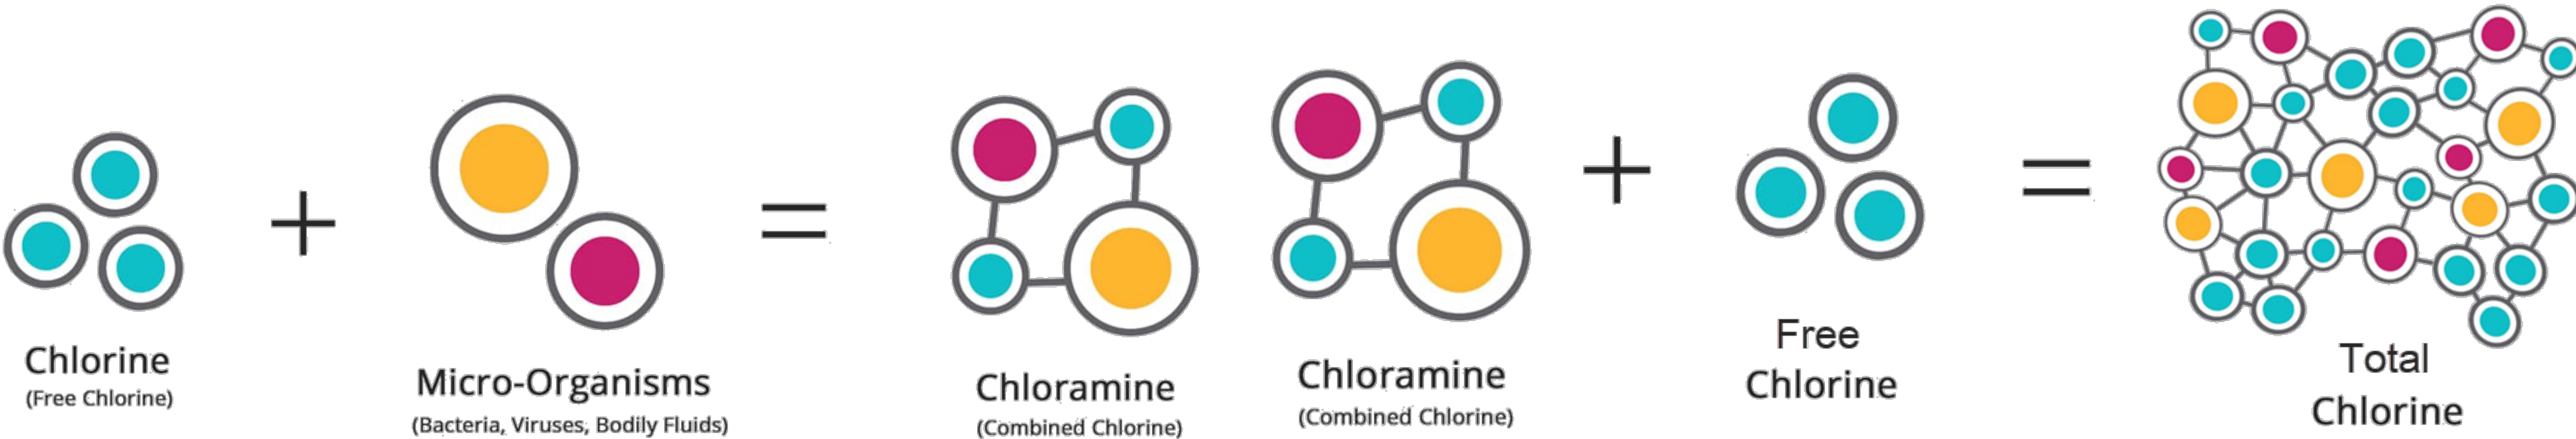 Chlorine
(Free Chlorine)
+
Micro-Organisms
(Bacteria, Viruses, Bodily Fluids)
=
Chloramine
(Combined Chlorine)
Chloramine
(Combined Chlorine)
+
Free
Chlorine
=
Total
Chlorine